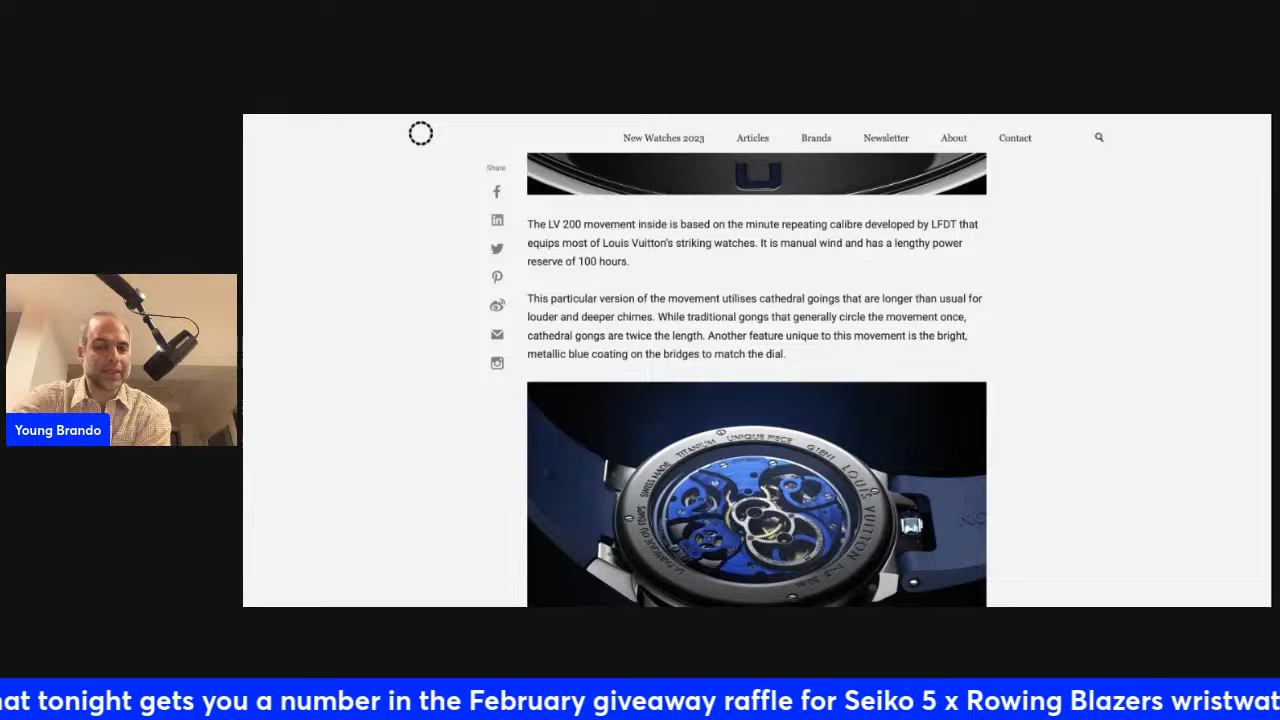 New Watches 2023 Articles Brands Newsletter About Contact
Share
The LV 200 movement inside is based on the minute repeating calibre developed by LFDT that
equips most of Louis Vuitton's striking watches. It is manual wind and has a lengthy power
reserve of 100 hours.
This particular version of the movement utilises cathedral goings that are longer than usual for
louder and deeper chimes. While traditional gongs that generally circle the movement once,
cathedral gongs are twice the length. Another feature unique to this movement is the bright,
metallic blue coating on the bridges to match the dial.
LA FABRIQUE DU TEMPS SWISS MADE TITANIUM UNIQUE PIECE LOUIS VUITTON
Young Brando
at tonight gets you a number in the February giveaway raffle for Seiko 5 x Rowing Blazers wristwat